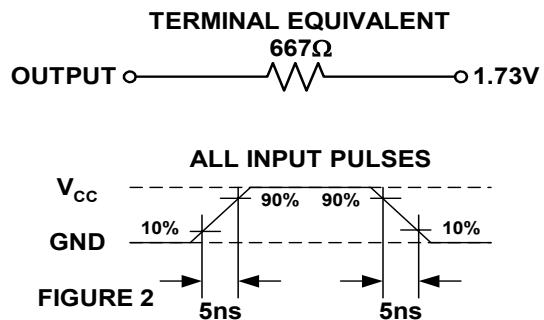 TERMINAL EQUIVALENT
667Ω
OUTPUT 1.73V
ALL INPUT PULSES
VCC
90% 90%
10% 10%
GND
5ns 5ns
FIGURE 2